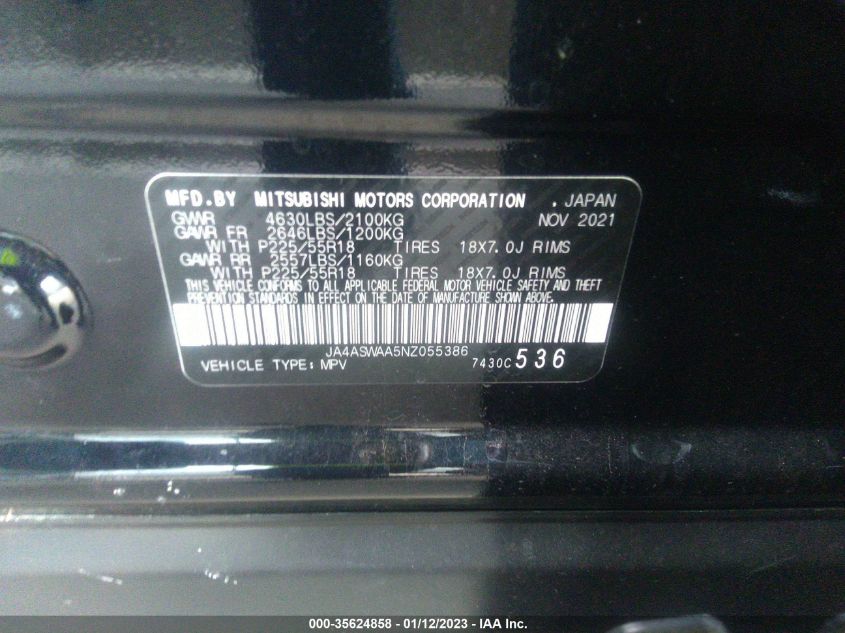 MFD.BY MITSUBISHI MOTORS CORPORATION . JAPAN
GVWR 4630LBS/2100KG NOV 2021
GAWR FR 2646LBS/1200KG
WITH P225/55R18 TIRES 18X7.0J RIMS
GAWR RR 2557LBS/1160KG
WITH P225/55R18 TIRES 18X7.0J RIMS
THIS VEHICLE CONFORMS TO ALL APPLICABLE FEDERAL MOTOR VEHICLE SAFETY AND THEFT
PREVENTION STANDARDS IN EFFECT ON THE DATE OF MANUFACTURE SHOWN ABOVE.
JA4ASWAA5NZ055386
VEHICLE TYPE: MPV 7430C 536
000-35624858 - 01/12/2023 - IAA Inc.